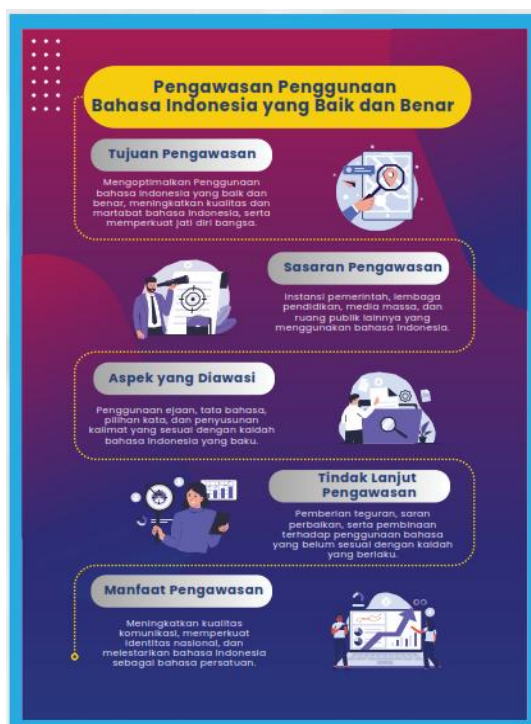 Pengawasan Penggunaan
Bahasa Indonesia yang Baik dan Benar
Tujuan Pengawasan
Mengoptimalkan Penggunaan
bahasa Indonesia yang baik dan
benar, meningkatkan kualitas dan
martabat bahasa Indonesia, serta
memperkuat jati diri bangsa.
Sasaran Pengawasan
Instansi pemerintah, lembaga
pendidikan, media massa, dan
ruang publik lainnya yang
menggunakan bahasa Indonesia.
Aspek yang Diawasi
Penggunaan ejaan, tata bahasa,
pilihan kata, dan penyusunan
kalimat yang sesuai dengan kaidah
bahasa Indonesia yang baku.
Tindak Lanjut
Pengawasan
Pemberian teguran, saran
perbaikan, serta pembinaan
terhadap penggunaan bahasa
yang belum sesuai dengan kaidah
yang berlaku.
Manfaat Pengawasan
Meningkatkan kualitas
komunikasi, memperkuat
identitas nasional, dan
melestarikan bahasa Indonesia
sebagai bahasa persatuan.